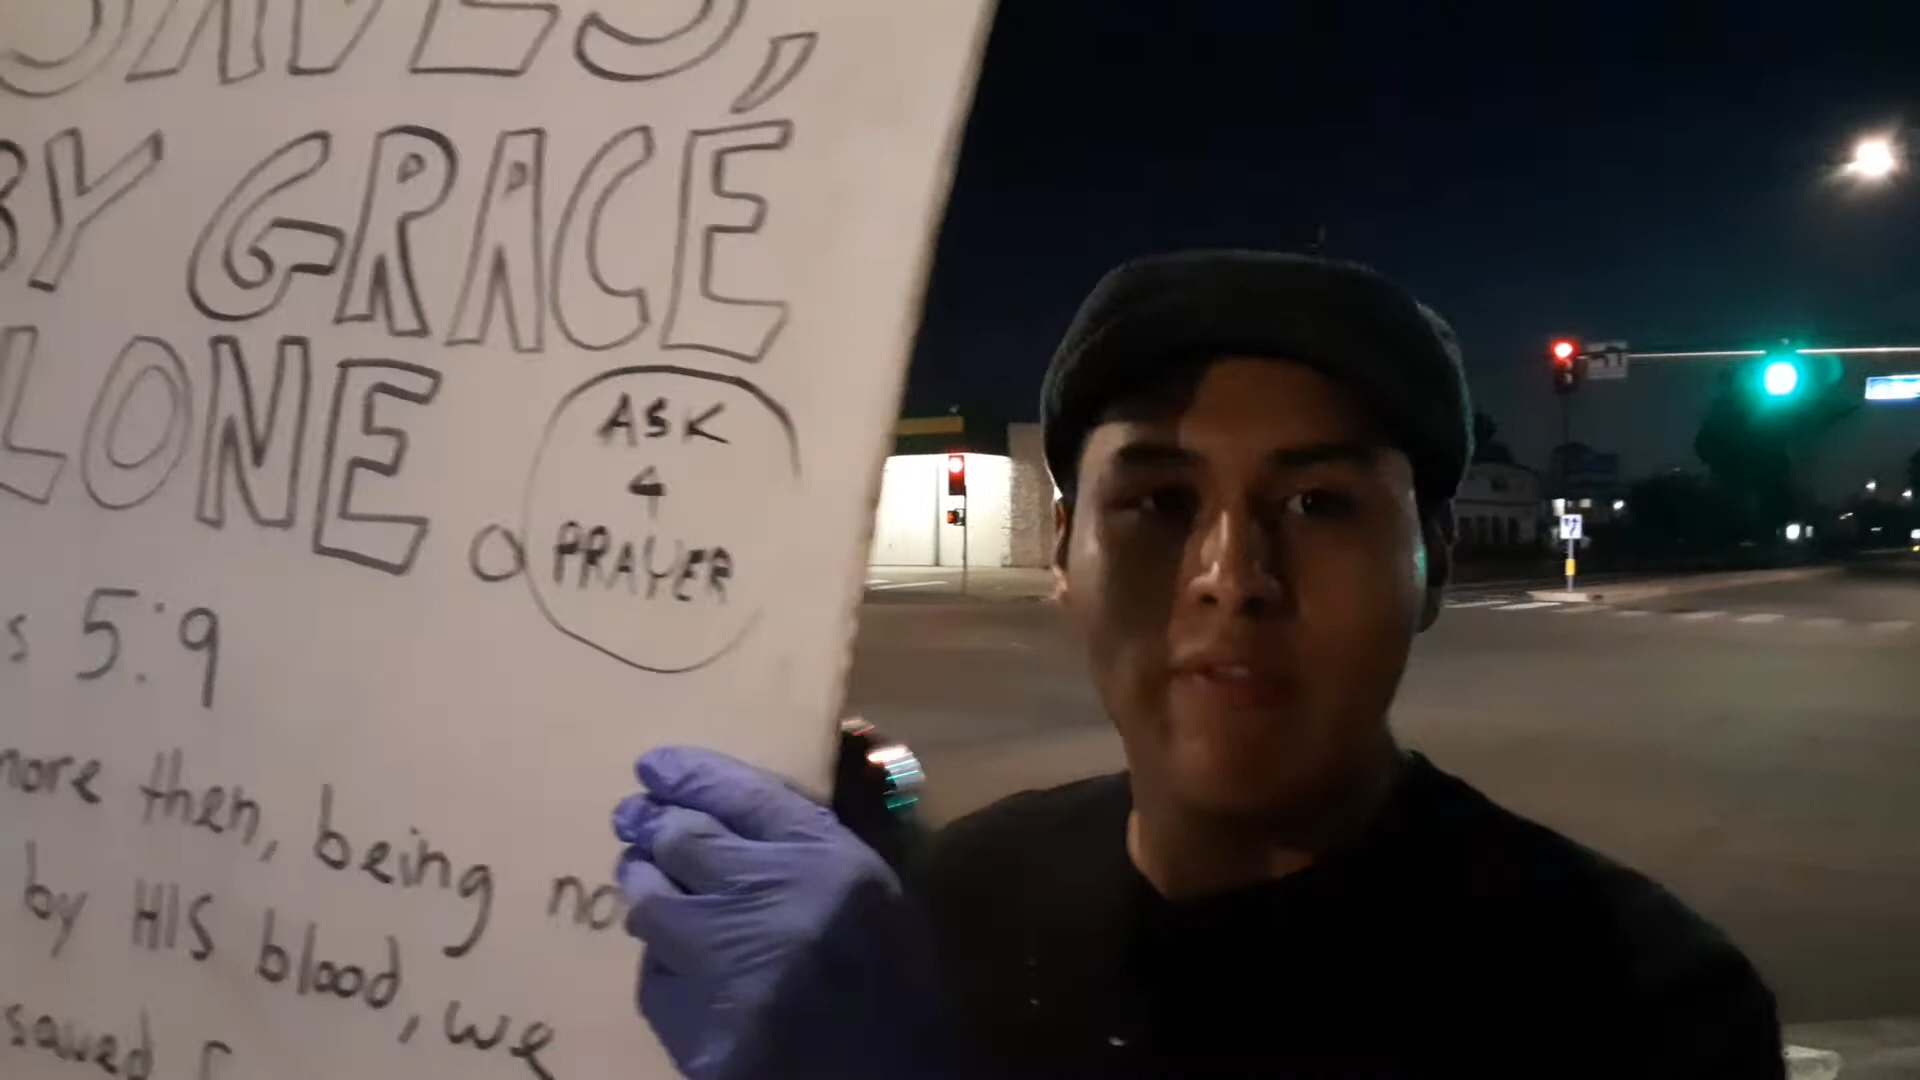 SAVES,
BY GRACE
LONE.
ASK
4
PRAYER
s 5:9
more then, being no
by HIS blood, we
saved